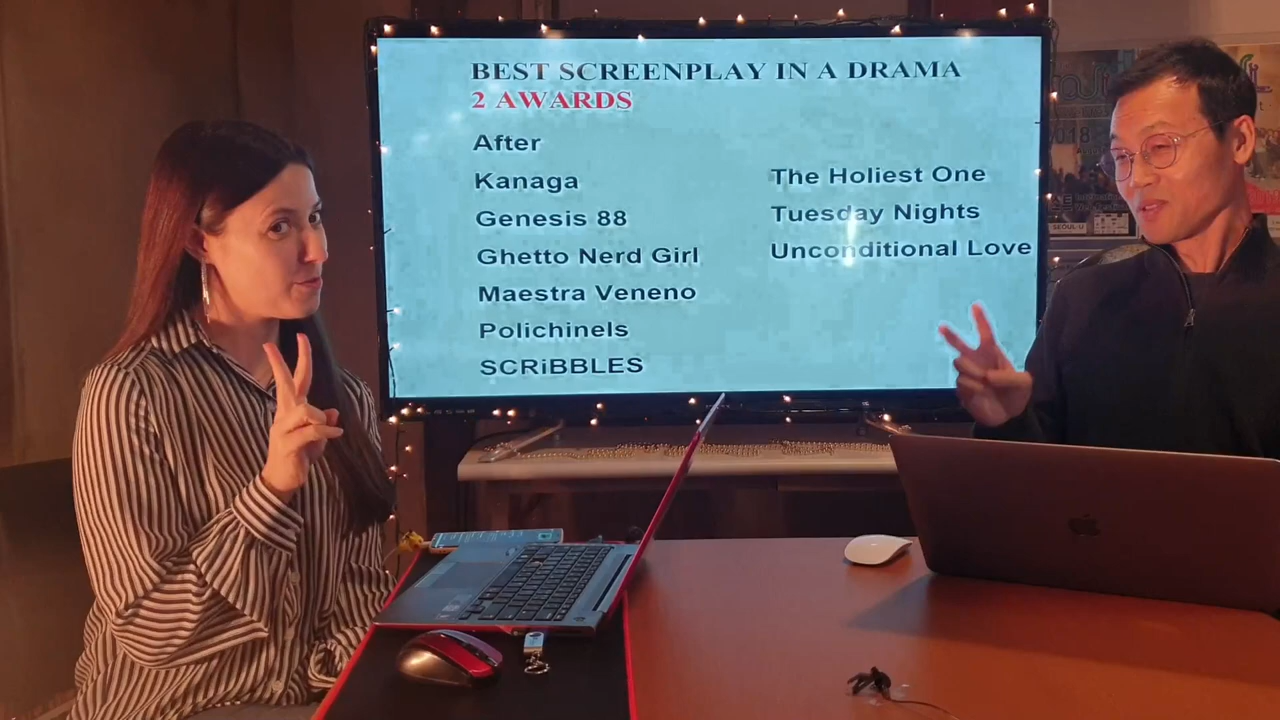 BEST SCREENPLAY IN A DRAMA
2 AWARDS
After
Kanaga
Genesis 88
Ghetto Nerd Girl
Maestra Veneno
Polichinels
SCRiBBLES
The Holiest One
Tuesday Nights
Unconditional Love